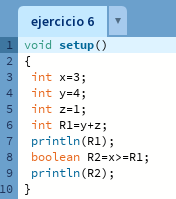 ejercicio 6
1 void setup()
2 {
3 int x=3;
4 int y=4;
5 int z=1;
6 int R1=y+z;
7 println(R1);
8 boolean R2=x>=R1;
9 println(R2);
10 }